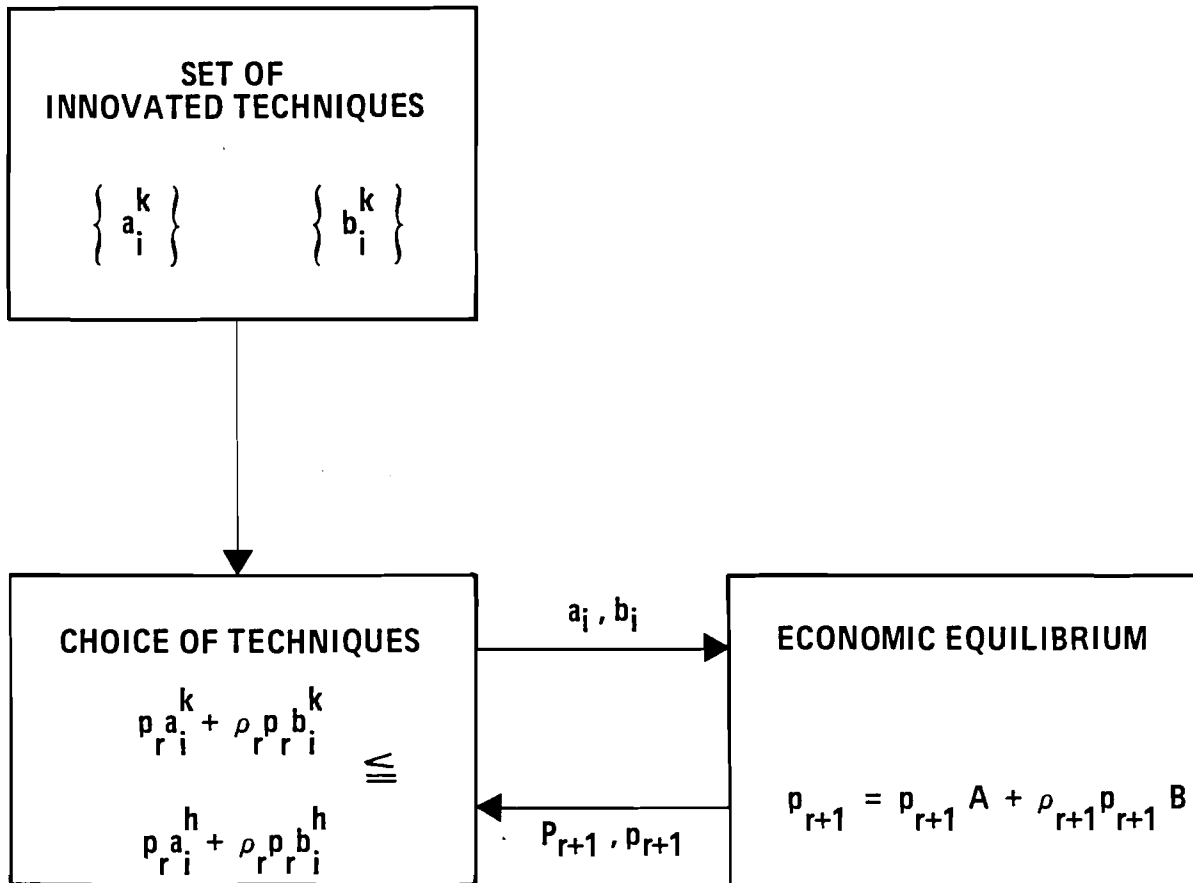 SET OF
INNOVATED TECHNIQUES
{ a_i^k } { b_i^k }
CHOICE OF TECHNIQUES
p_r a_i^k + ρ_r p_r b_i^k
≦
p_r a_i^h + ρ_r p_r b_i^h
a_i , b_i
P_{r+1} , p_{r+1}
ECONOMIC EQUILIBRIUM
p_{r+1} = p_{r+1} A + ρ_{r+1} p_{r+1} B